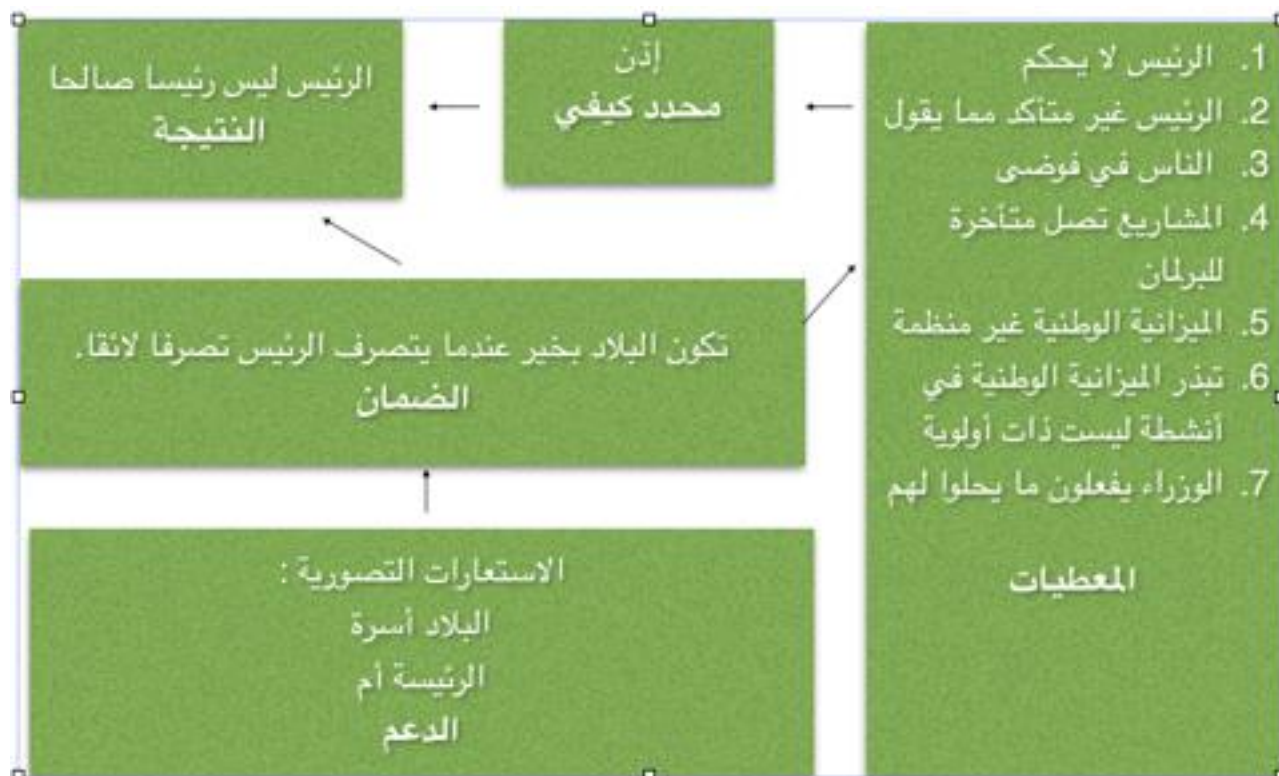 1. الرئيس لا يحكم
2. الرئيس غير متأكد مما يقول
3. الناس في فوضى
4. المشاريع تصل متأخرة
للبرلمان
5. الميزانية الوطنية غير منظمة
6. تبذر الميزانية الوطنية في
أنشطة ليست ذات أولوية
7. الوزراء يفعلون ما يحلوا لهم
المعطيات
إذن
محدد كيفي
الرئيس ليس رئيسا صالحا
النتيجة
تكون البلاد بخير عندما يتصرف الرئيس تصرفا لائقا.
الضمان
الاستعارات التصورية :
البلاد أسرة
الرئيسة أم
الدعم